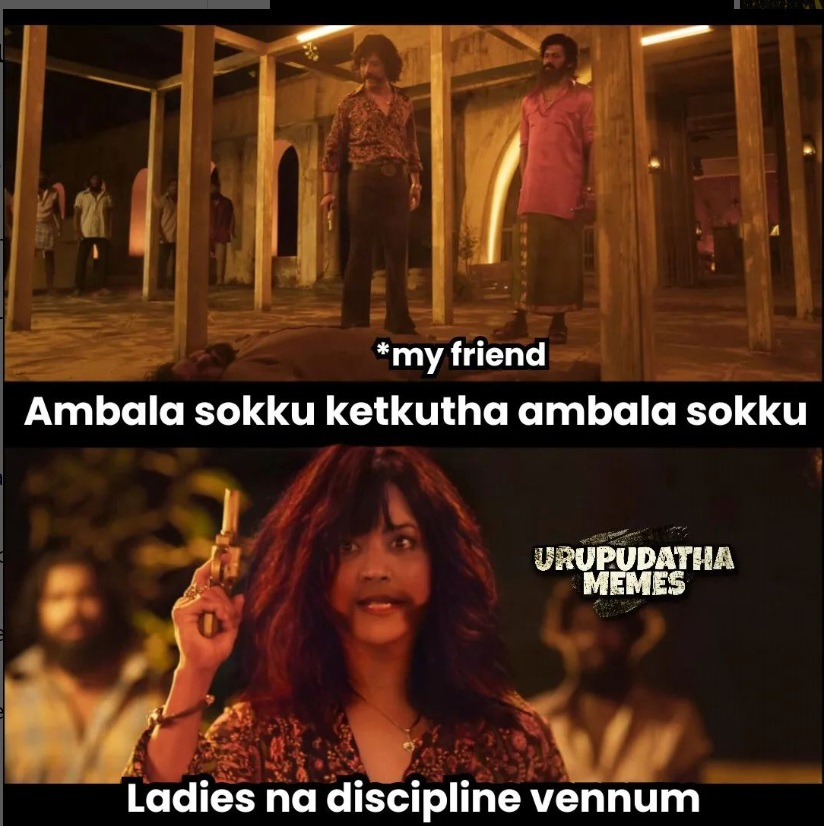 *my friend
Ambala sokku ketkutha ambala sokku
URUPUDATHA
MEMES
Ladies na discipline vennum